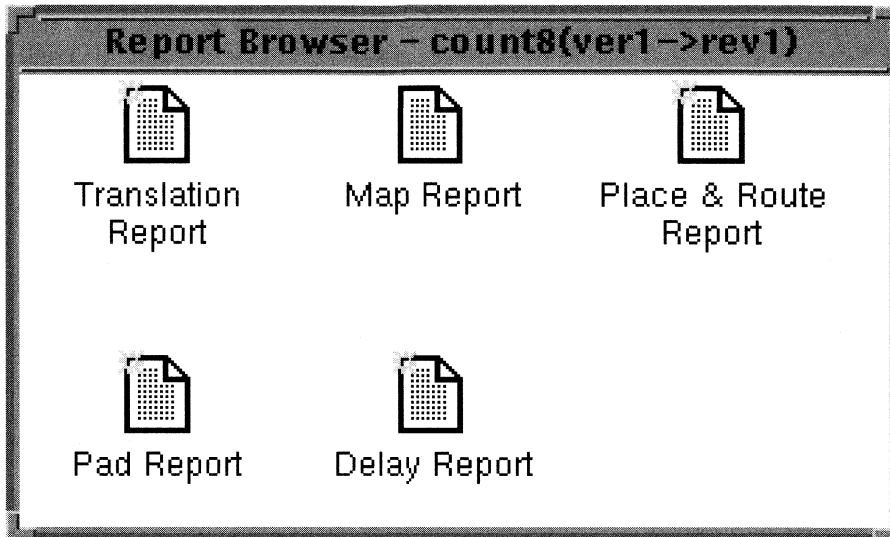 Report Browser – count8(ver1–>rev1)
Translation Report
Map Report
Place & Route Report
Pad Report
Delay Report